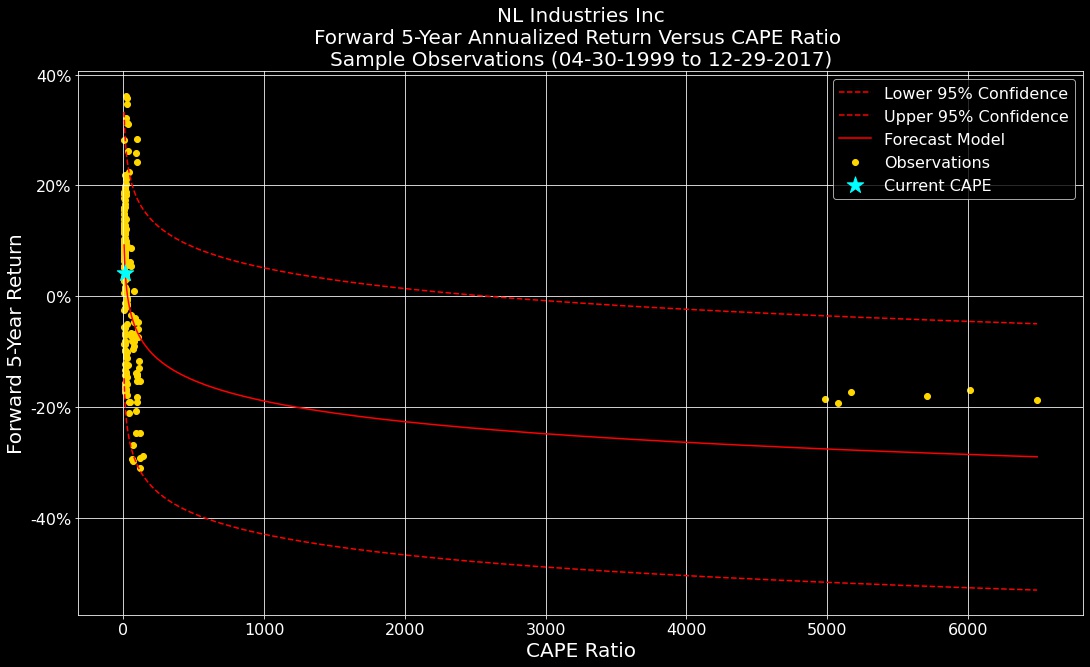 NL Industries Inc
Forward 5-Year Annualized Return Versus CAPE Ratio
Sample Observations (04-30-1999 to 12-29-2017)
Lower 95% Confidence
Upper 95% Confidence
Forecast Model
Observations
Current CAPE
Forward 5-Year Return
40%
20%
0%
-20%
-40%
0 1000 2000 3000 4000 5000 6000
CAPE Ratio